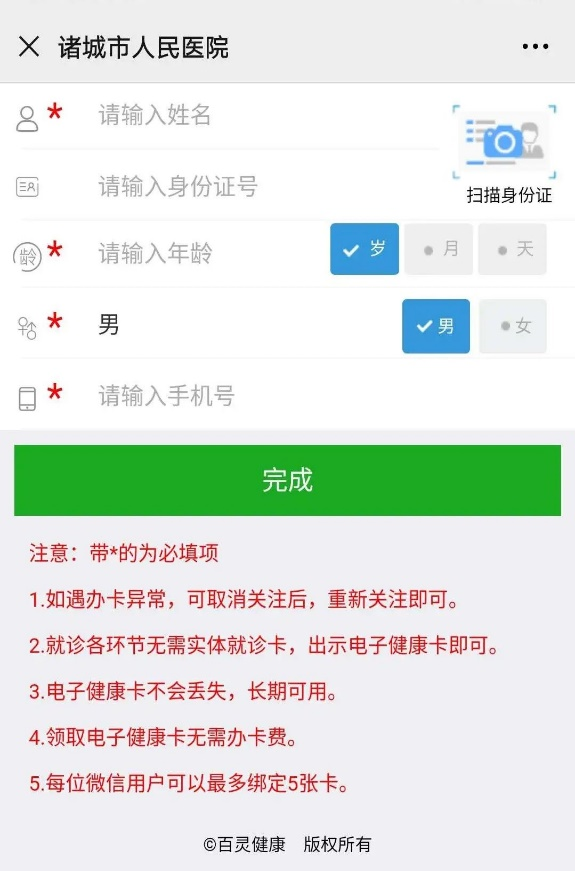 诸城市人民医院
* 请输入姓名
扫描身份证
请输入身份证号
龄 * 请输入年龄 岁 月 天
* 男 男 女
* 请输入手机号
完成
注意：带*的为必填项
1.如遇办卡异常，可取消关注后，重新关注即可。
2.就诊各环节无需实体就诊卡，出示电子健康卡即可。
3.电子健康卡不会丢失，长期可用。
4.领取电子健康卡无需办卡费。
5.每位微信用户可以最多绑定5张卡。
©百灵健康 版权所有